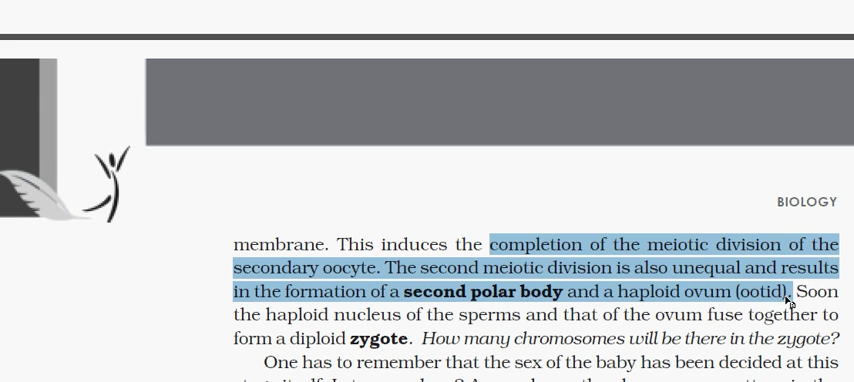 BIOLOGY
membrane. This induces the completion of the meiotic division of the
secondary oocyte. The second meiotic division is also unequal and results
in the formation of a second polar body and a haploid ovum (ootid). Soon
the haploid nucleus of the sperms and that of the ovum fuse together to
form a diploid zygote. How many chromosomes will be there in the zygote?
One has to remember that the sex of the baby has been decided at this